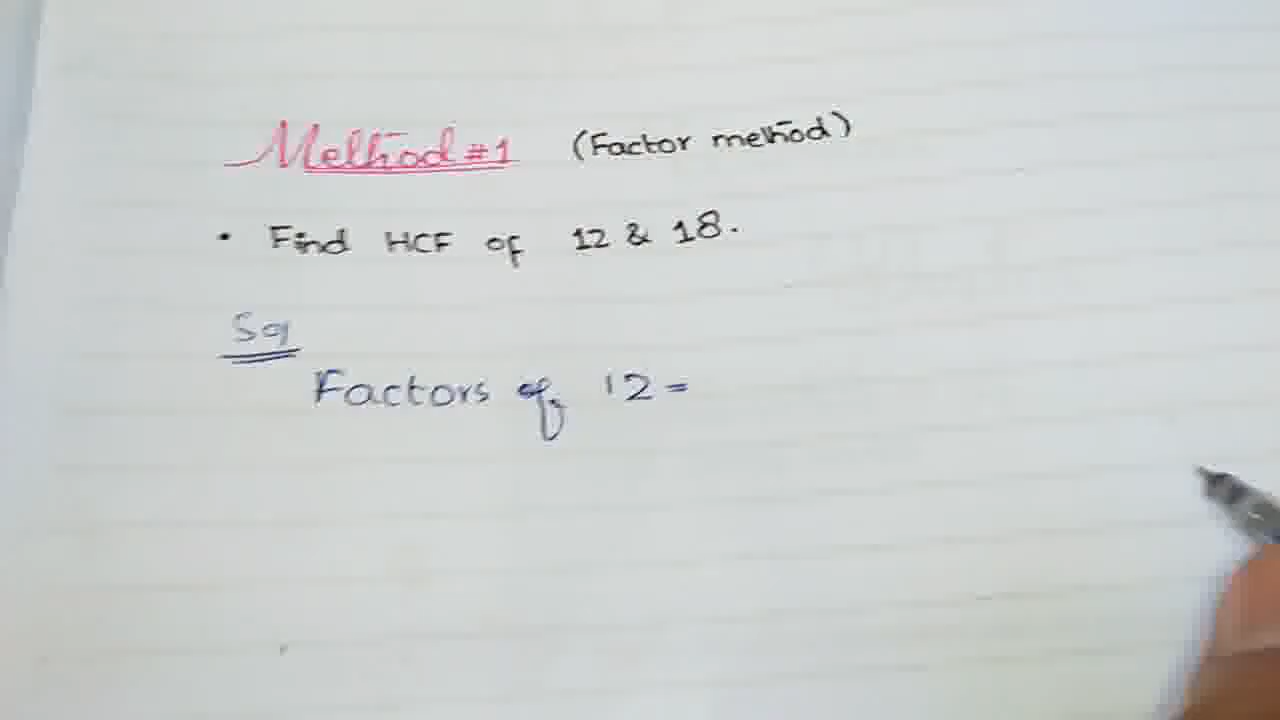 Method #1 (Factor method)
• Find HCF of 12 & 18.
Sol
Factors of 12 =